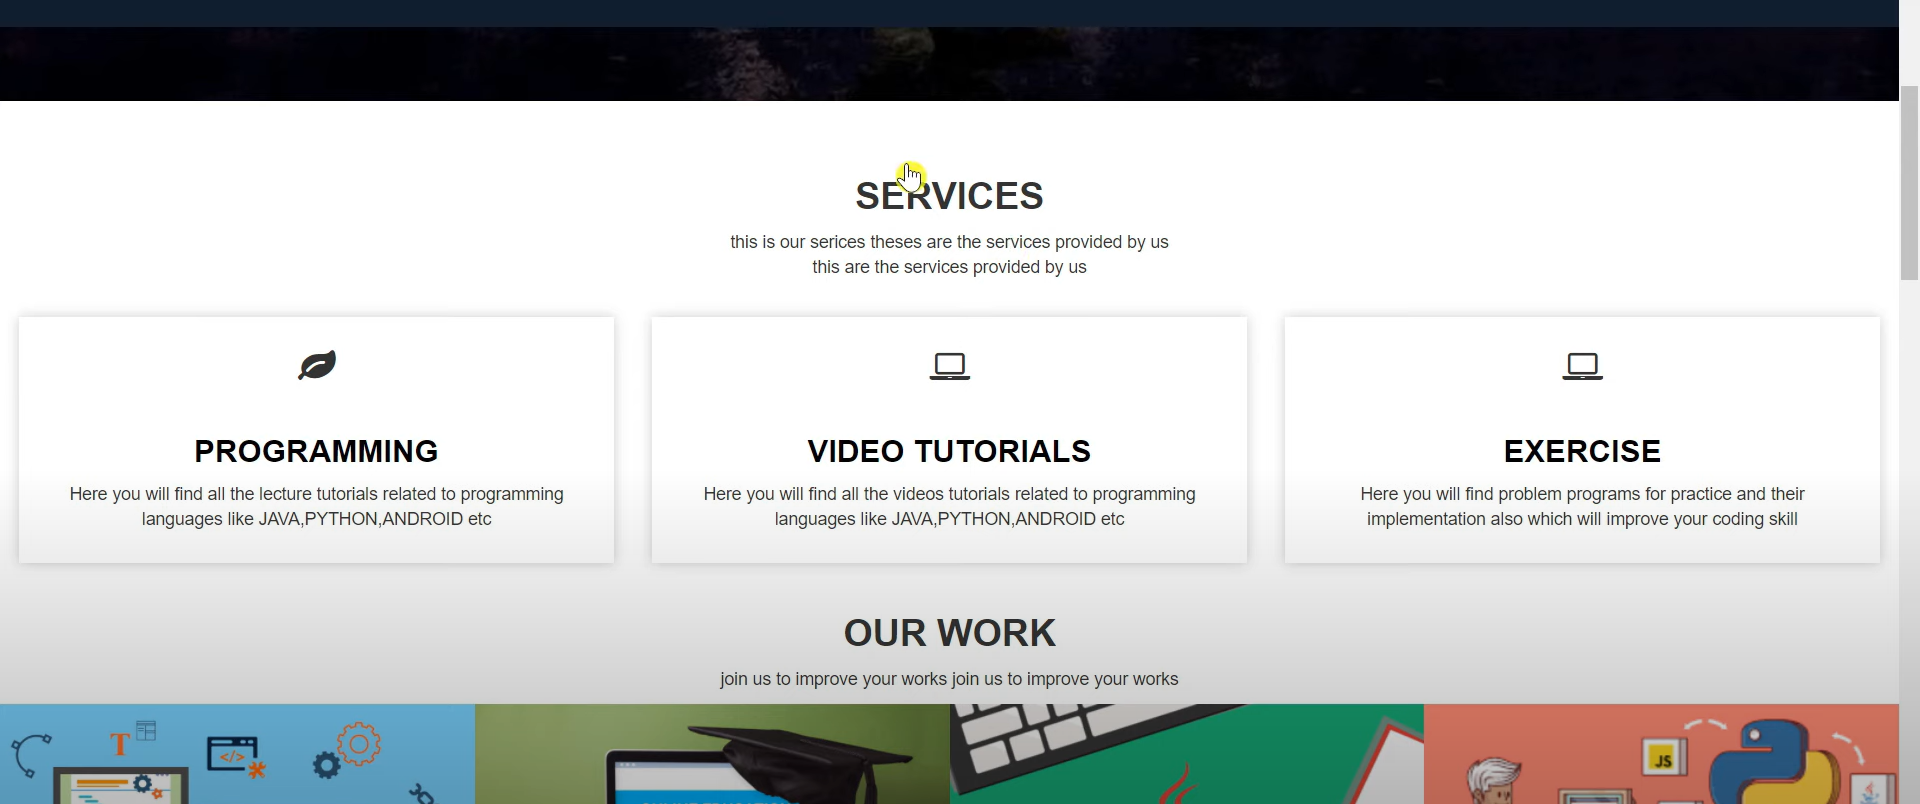 SERVICES
this is our serices theses are the services provided by us
this are the services provided by us
PROGRAMMING
Here you will find all the lecture tutorials related to programming
languages like JAVA,PYTHON,ANDROID etc
VIDEO TUTORIALS
Here you will find all the videos tutorials related to programming
languages like JAVA,PYTHON,ANDROID etc
EXERCISE
Here you will find problem programs for practice and their
implementation also which will improve your coding skill
OUR WORK
join us to improve your works join us to improve your works
T
</>
JS